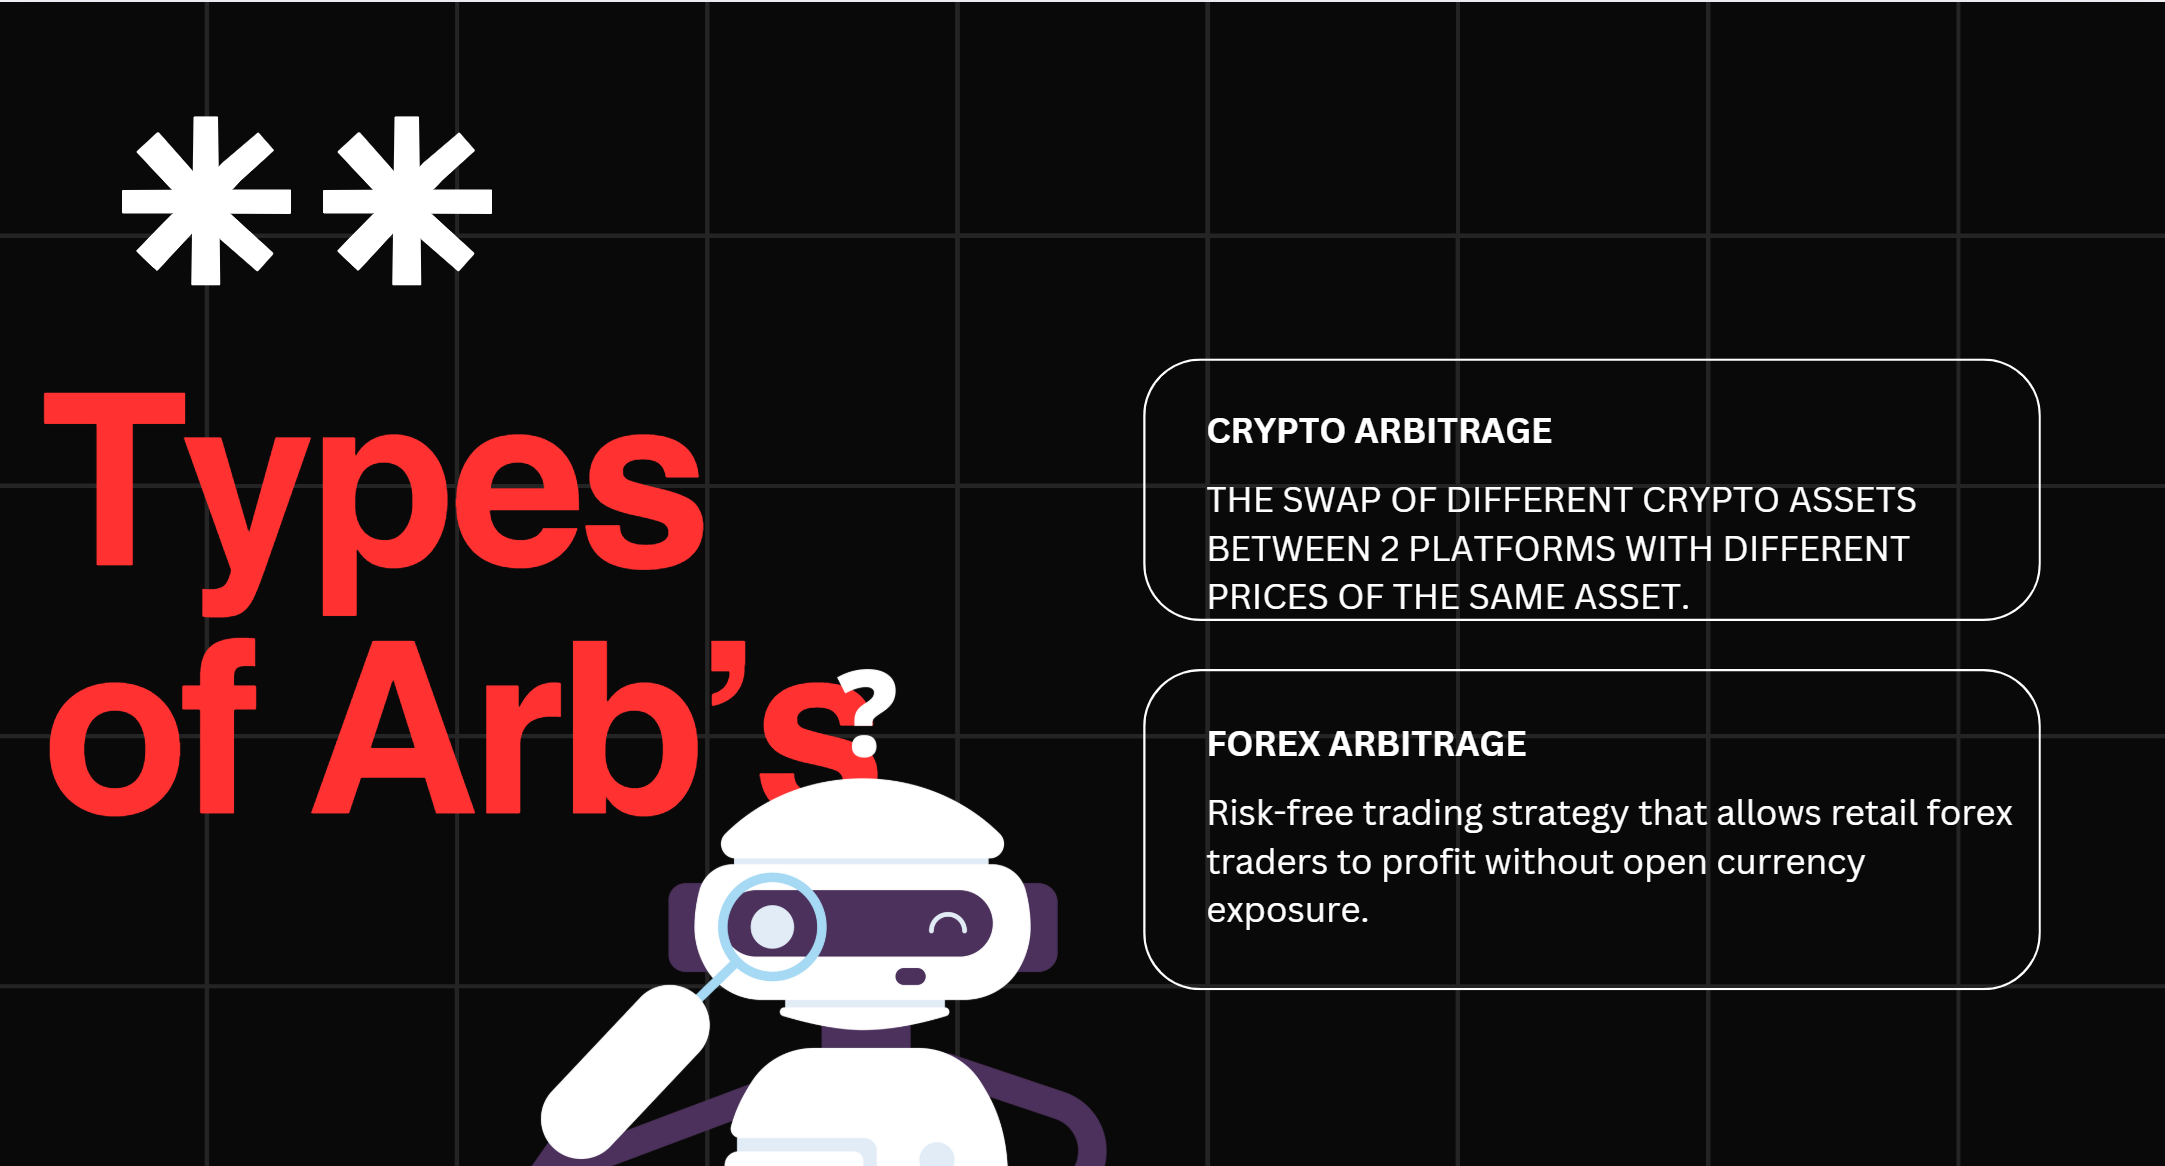 Types
of Arb’s
?
CRYPTO ARBITRAGE
THE SWAP OF DIFFERENT CRYPTO ASSETS
BETWEEN 2 PLATFORMS WITH DIFFERENT
PRICES OF THE SAME ASSET.
FOREX ARBITRAGE
Risk-free trading strategy that allows retail forex
traders to profit without open currency
exposure.